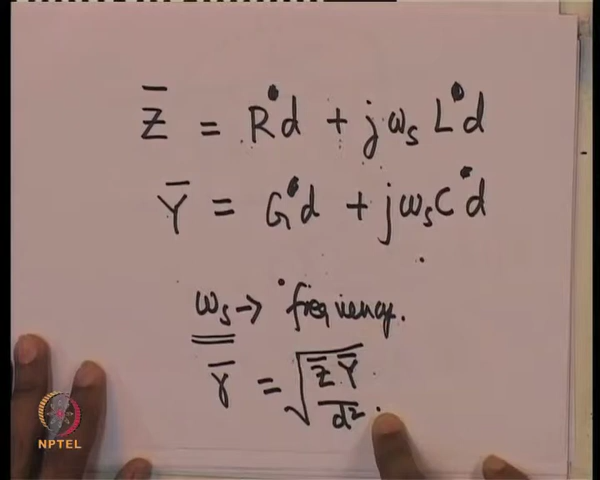 Z̅ = R•d + jωs L•d
Y̅ = G•d + jωs C•d
ωs → frequency.
γ̅ = √(Z̅ Y̅ / d²)
NPTEL